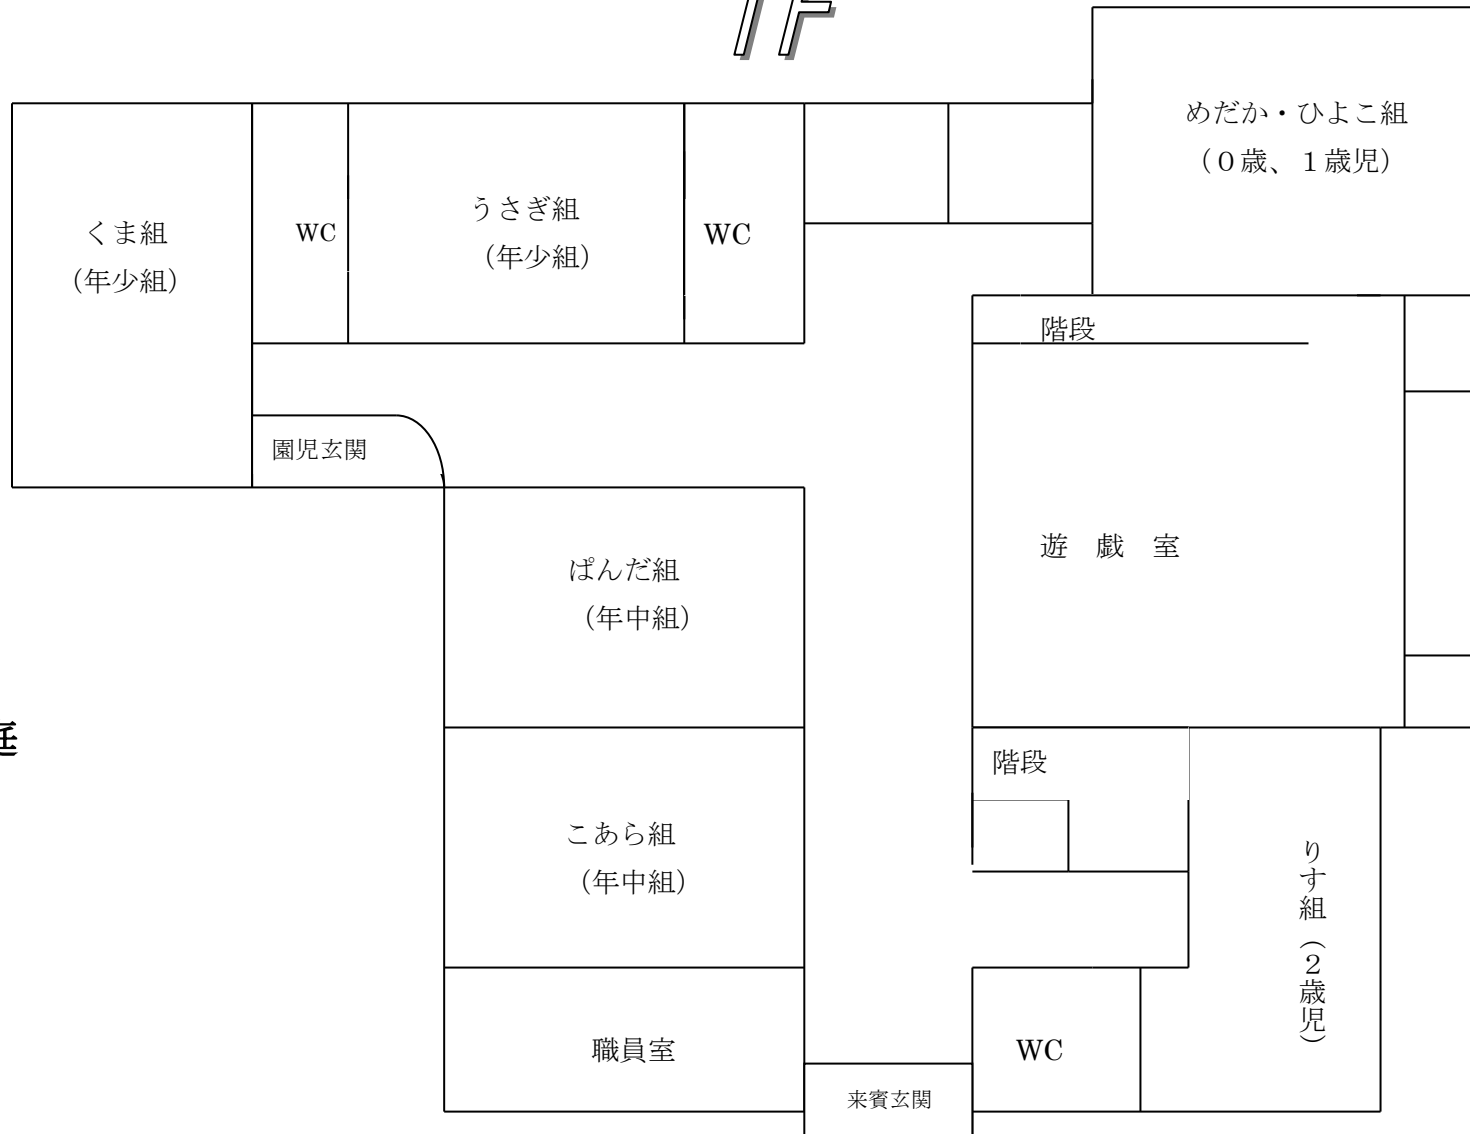 めだか・ひよこ組
（０歳、１歳児）
くま組
（年少組）
WC
うさぎ組
（年少組）
WC
階段
園児玄関
遊　戯　室
ぱんだ組
（年中組）
階段
こあら組
（年中組）
りす組（２歳児）
職員室
WC
来賓玄関